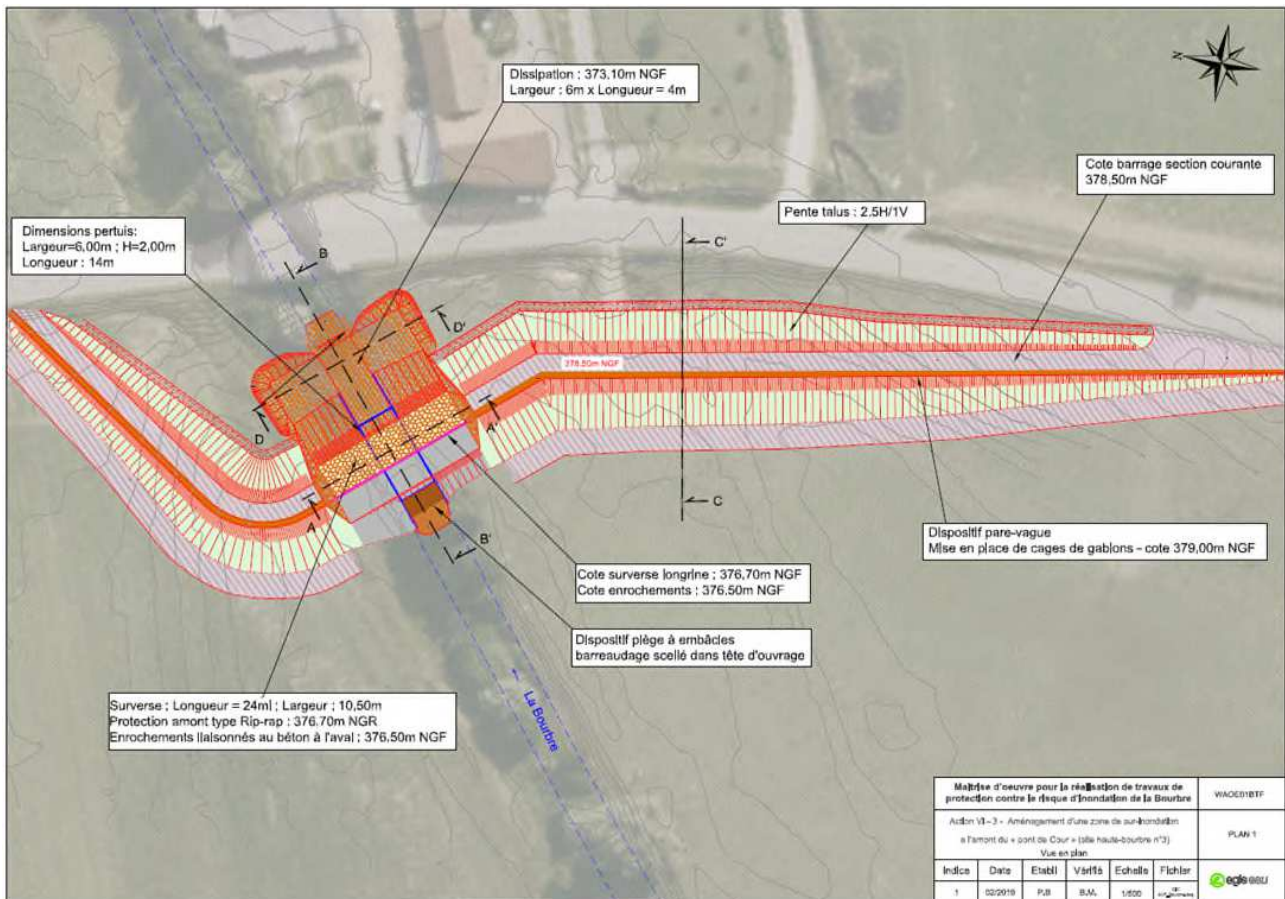 N
Dissipation : 373,10m NGF
Largeur : 6m x Longueur = 4m
Cote barrage section courante
378,50m NGF
Pente talus : 2.5H/1V
Dimensions pertuis:
Largeur=6,00m ; H=2,00m
Longueur : 14m
B
C'
D'
378.50m NGF
D
A'
A
C
B'
Dispositif pare-vague
Mise en place de cages de gabions - cote 379,00m NGF
Cote surverse longrine ; 376,70m NGF
Cote enrochements : 376.50m NGF
Dispositif piège à embâcles
barreaudage scellé dans tête d'ouvrage
La Bourbre
Surverse ; Longueur = 24ml ; Largeur ; 10,50m
Protection amont type Rip-rap : 376.70m NGR
Enrochements liaisonnés au béton à l'aval ; 376.50m NGF
Maîtrise d'oeuvre pour la réalisation de travaux de
protection contre le risque d'inondation de la Bourbre
WAOE01BTF
Action VI-3 - Aménagement d'une zone de sur-inondation
a l'amont du « pont de Cour » (site haute-bourbre n°3)
Vue en plan
PLAN 1
Indice Date Etabli Vérifié Echelle Fichier
1 02/2019 P.B B.M. 1/500
egis eau